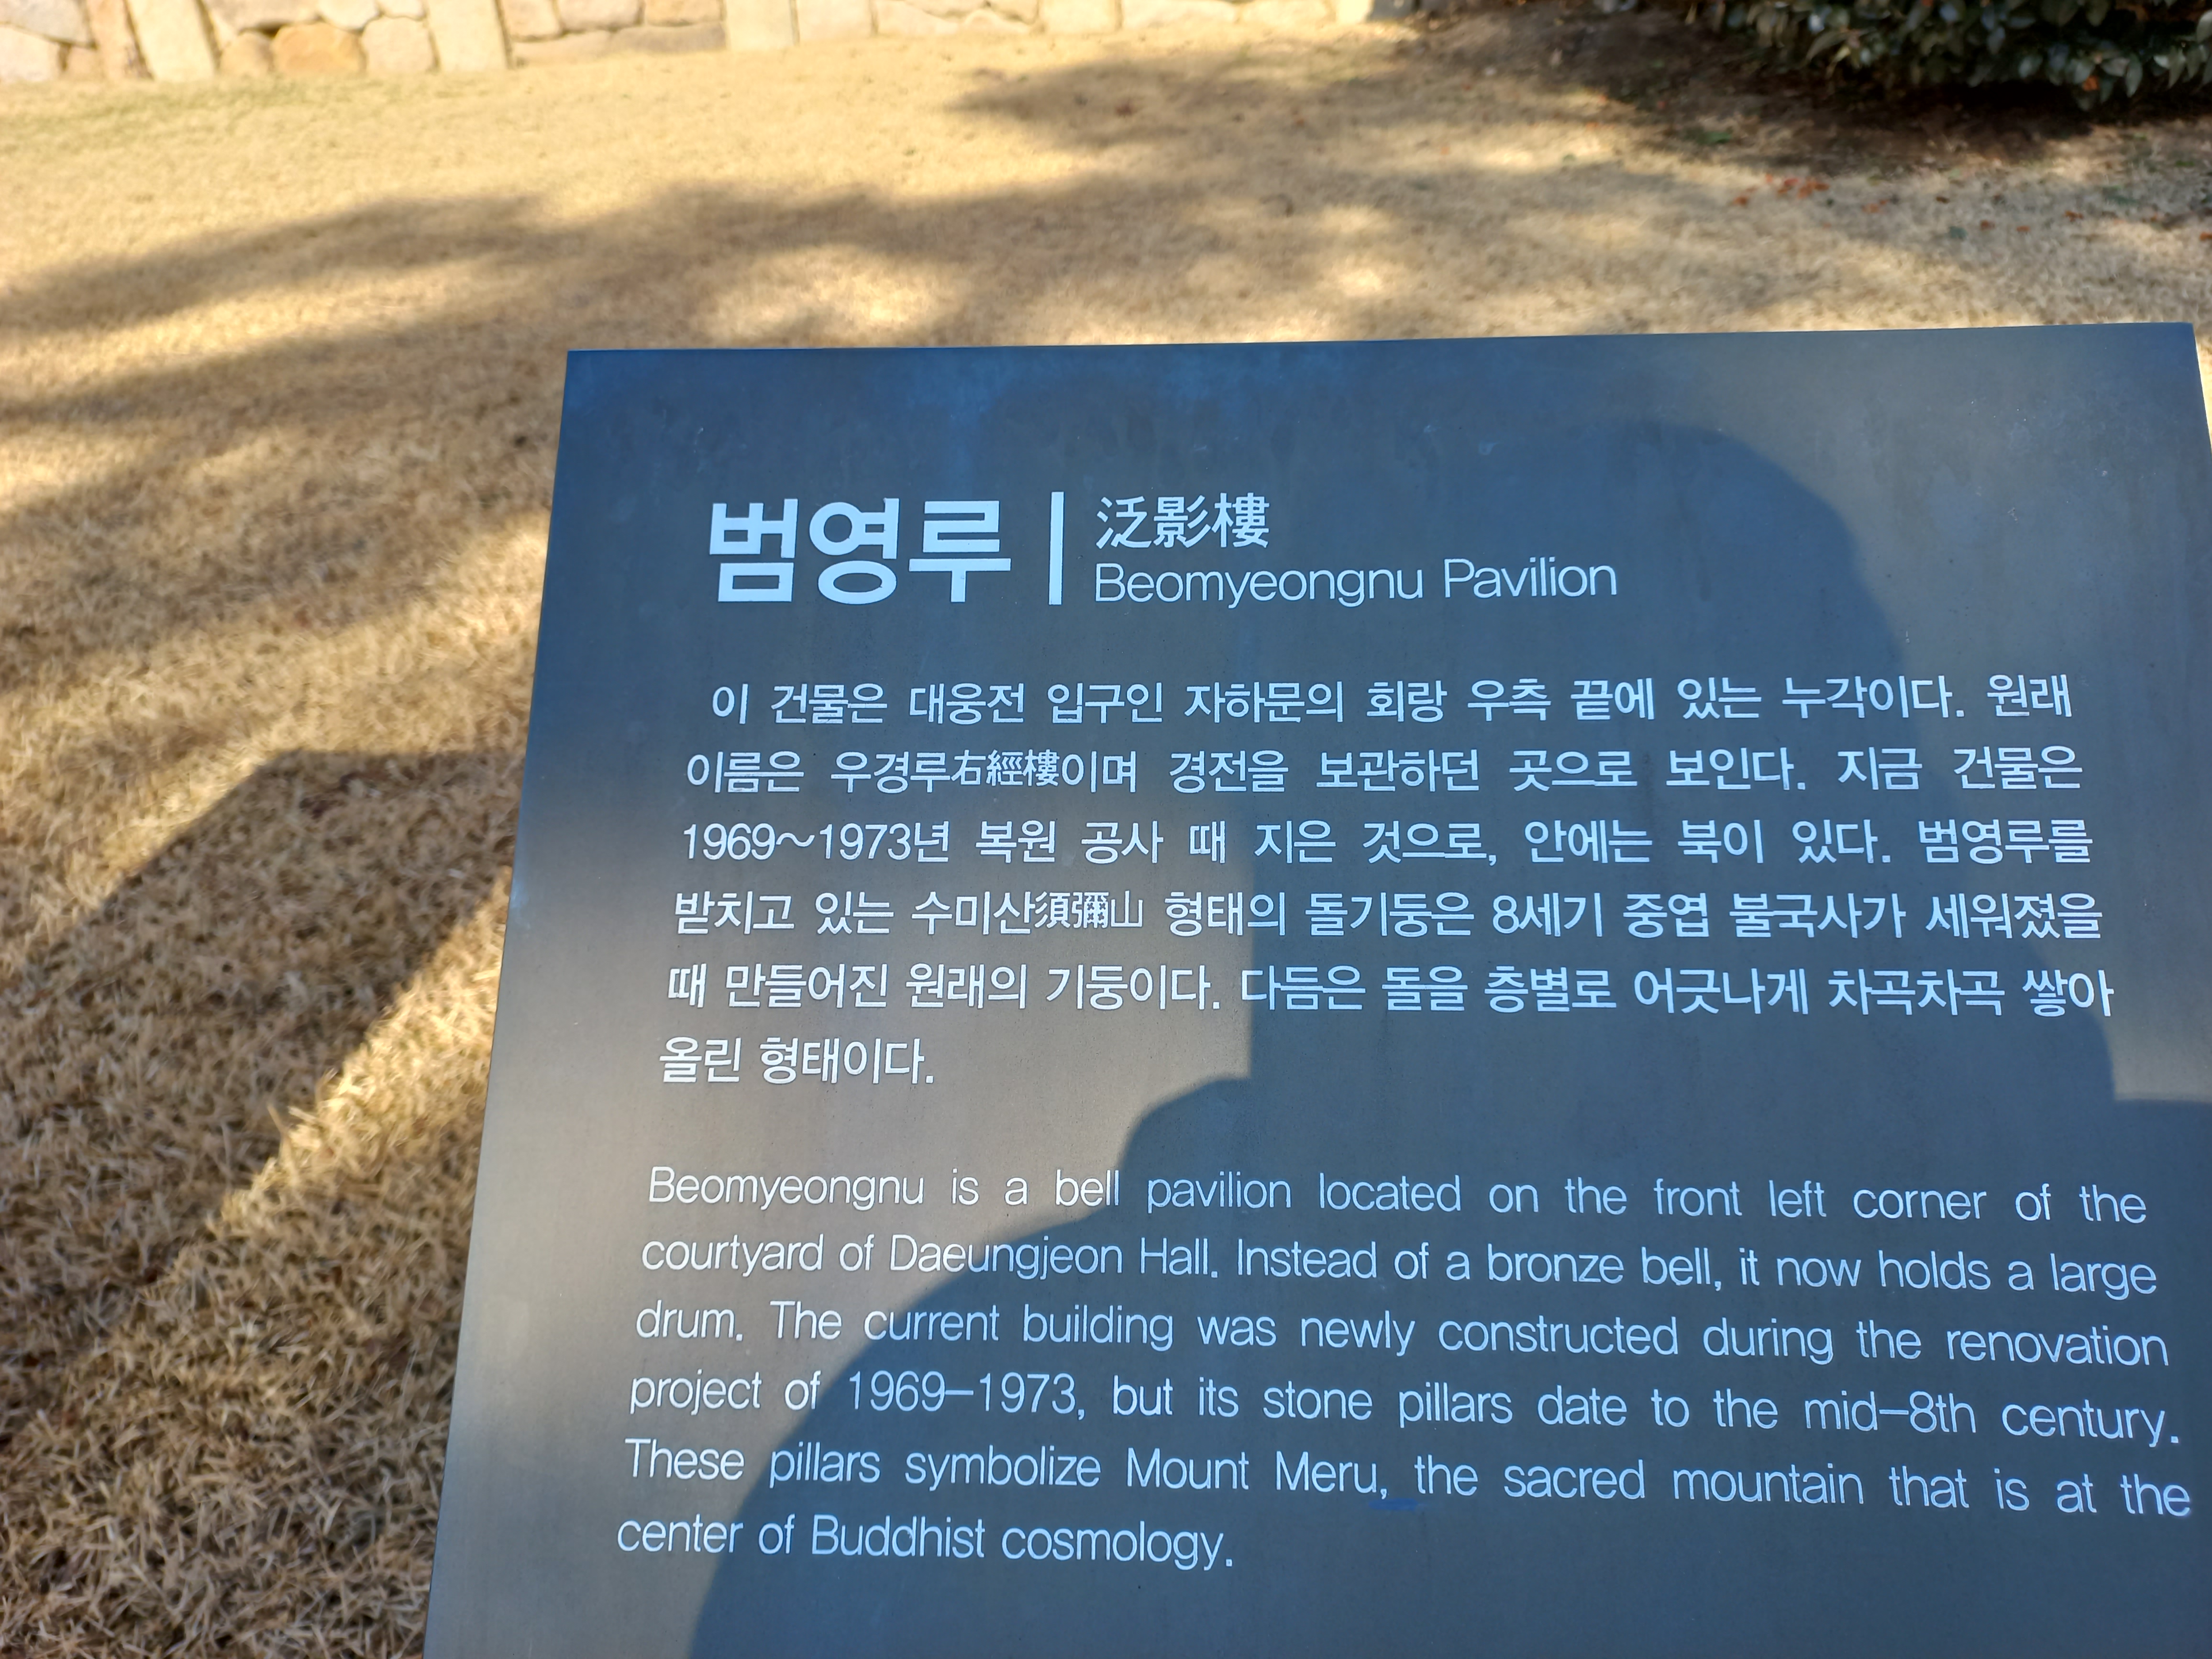 범영루
泛影樓
Beomyeongnu Pavilion
이 건물은 대웅전 입구인 자하문의 회랑 우측 끝에 있는 누각이다. 원래
이름은 우경루右經樓이며 경전을 보관하던 곳으로 보인다. 지금 건물은
1969~1973년 복원 공사 때 지은 것으로, 안에는 북이 있다. 범영루를
받치고 있는 수미산須彌山 형태의 돌기둥은 8세기 중엽 불국사가 세워졌을
때 만들어진 원래의 기둥이다. 다듬은 돌을 층별로 어긋나게 차곡차곡 쌓아
올린 형태이다.
Beomyeongnu is a bell pavilion located on the front left corner of the
courtyard of Daeungjeon Hall. Instead of a bronze bell, it now holds a large
drum. The current building was newly constructed during the renovation
project of 1969–1973, but its stone pillars date to the mid–8th century.
These pillars symbolize Mount Meru, the sacred mountain that is at the
center of Buddhist cosmology.